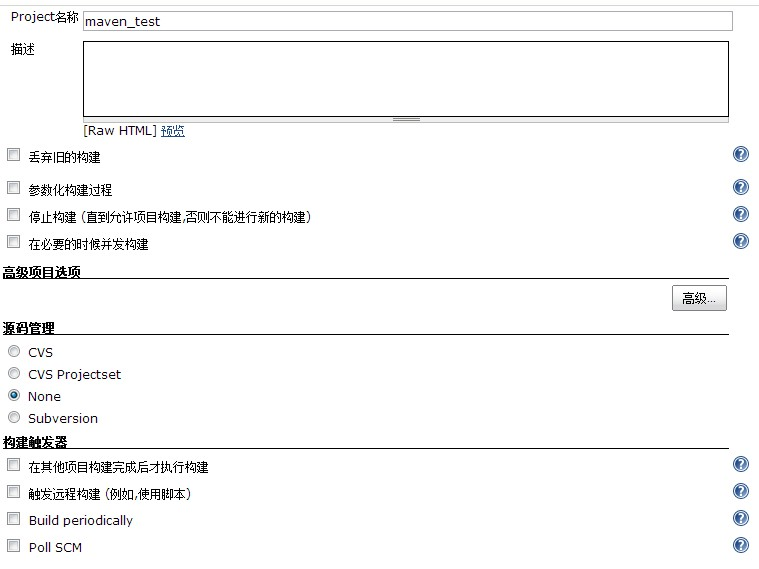 Project名称 maven_test
描述
[Raw HTML] 预览
丢弃旧的构建
参数化构建过程
停止构建 (直到允许项目构建,否则不能进行新的构建)
在必要的时候并发构建
高级项目选项
高级...
源码管理
CVS
CVS Projectset
None
Subversion
构建触发器
在其他项目构建完成后才执行构建
触发远程构建 (例如,使用脚本)
Build periodically
Poll SCM